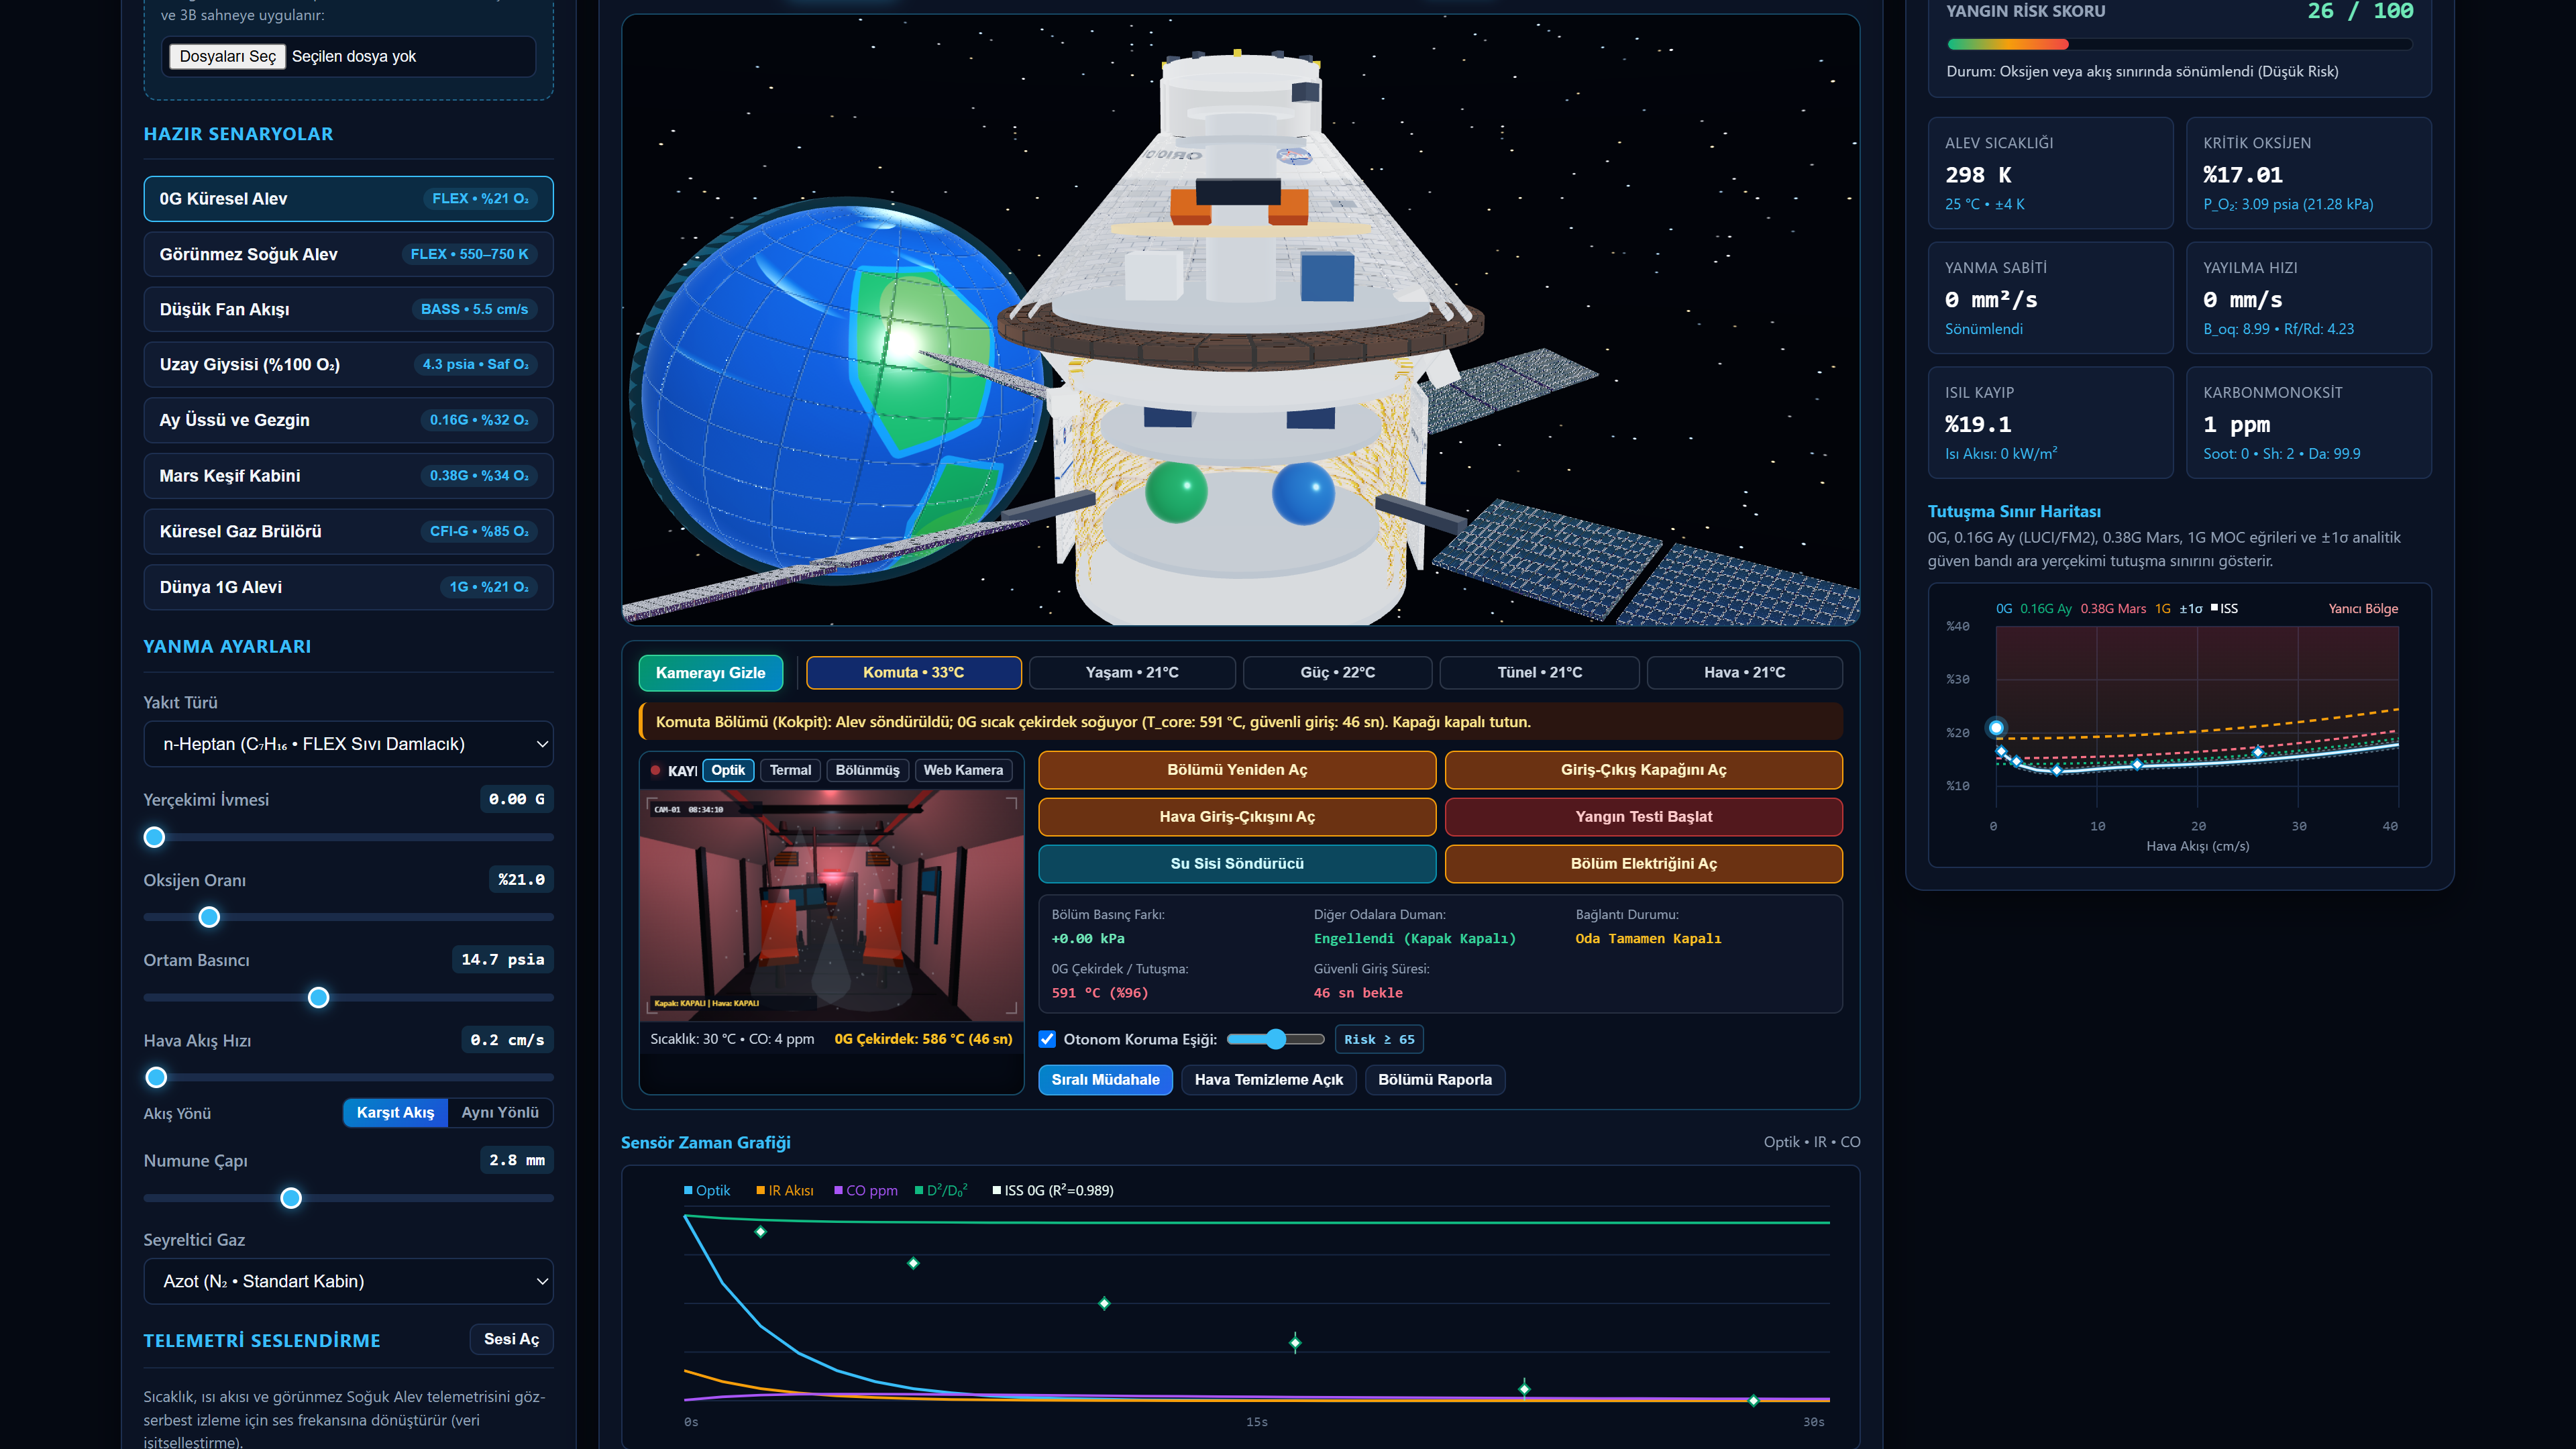 ve 3B sahneye uygulanır:
Dosyaları Seç Seçilen dosya yok
HAZIR SENARYOLAR
0G Küresel Alev FLEX • %21 O₂
Görünmez Soğuk Alev FLEX • 550–750 K
Düşük Fan Akışı BASS • 5.5 cm/s
Uzay Giysisi (%100 O₂) 4.3 psia • Saf O₂
Ay Üssü ve Gezgin 0.16G • %32 O₂
Mars Keşif Kabini 0.38G • %34 O₂
Küresel Gaz Brülörü CFI-G • %85 O₂
Dünya 1G Alevi 1G • %21 O₂
YANMA AYARLARI
Yakıt Türü
n-Heptan (C₇H₁₆ • FLEX Sıvı Damlacık)
Yerçekimi İvmesi 0.00 G
Oksijen Oranı %21.0
Ortam Basıncı 14.7 psia
Hava Akış Hızı 0.2 cm/s
Akış Yönü Karşıt Akış Aynı Yönlü
Numune Çapı 2.8 mm
Seyreltici Gaz
Azot (N₂ • Standart Kabin)
TELEMETRİ SESLENDİRME Sesi Aç
Sıcaklık, ısı akısı ve görünmez Soğuk Alev telemetrisini göz-
serbest izleme için ses frekansına dönüştürür (veri
işitselleştirme).
Kamerayı Gizle Komuta • 33°C Yaşam • 21°C Güç • 22°C Tünel • 21°C Hava • 21°C
Komuta Bölümü (Kokpit): Alev söndürüldü; 0G sıcak çekirdek soğuyor (T_core: 591 °C, güvenli giriş: 46 sn). Kapağı kapalı tutun.
KAYI Optik Termal Bölünmüş Web Kamera
CAM-01 08:34:10
Kapak: KAPALI | Hava: KAPALI
Sıcaklık: 30 °C • CO: 4 ppm 0G Çekirdek: 586 °C (46 sn)
Bölümü Yeniden Aç Giriş-Çıkış Kapağını Aç
Hava Giriş-Çıkışını Aç Yangın Testi Başlat
Su Sisi Söndürücü Bölüm Elektriğini Aç
Bölüm Basınç Farkı: Diğer Odalara Duman: Bağlantı Durumu:
+0.00 kPa Engellendi (Kapak Kapalı) Oda Tamamen Kapalı
0G Çekirdek / Tutuşma: Güvenli Giriş Süresi:
591 °C (%96) 46 sn bekle
Otonom Koruma Eşiği: Risk ≥ 65
Sıralı Müdahale Hava Temizleme Açık Bölümü Raporla
Sensör Zaman Grafiği Optik • IR • CO
Optik IR Akısı CO ppm D²/D₀² ISS 0G (R²=0.989)
0s 15s 30s
YANGIN RİSK SKORU 26 / 100
Durum: Oksijen veya akış sınırında sönümlendi (Düşük Risk)
ALEV SICAKLIĞI
298 K
25 °C • ±4 K
KRİTİK OKSİJEN
%17.01
P_O₂: 3.09 psia (21.28 kPa)
YANMA SABİTİ
0 mm²/s
Sönümlendi
YAYILMA HIZI
0 mm/s
B_oq: 8.99 • Rf/Rd: 4.23
ISIL KAYIP
%19.1
Isı Akısı: 0 kW/m²
KARBONMONOKSİT
1 ppm
Soot: 0 • Sh: 2 • Da: 99.9
Tutuşma Sınır Haritası
0G, 0.16G Ay (LUCI/FM2), 0.38G Mars, 1G MOC eğrileri ve ±1σ analitik
güven bandı ara yerçekimi tutuşma sınırını gösterir.
0G 0.16G Ay 0.38G Mars 1G ±1σ ISS Yanıcı Bölge
%40
%30
%20
%10
0 10 20 30 40
Hava Akışı (cm/s)